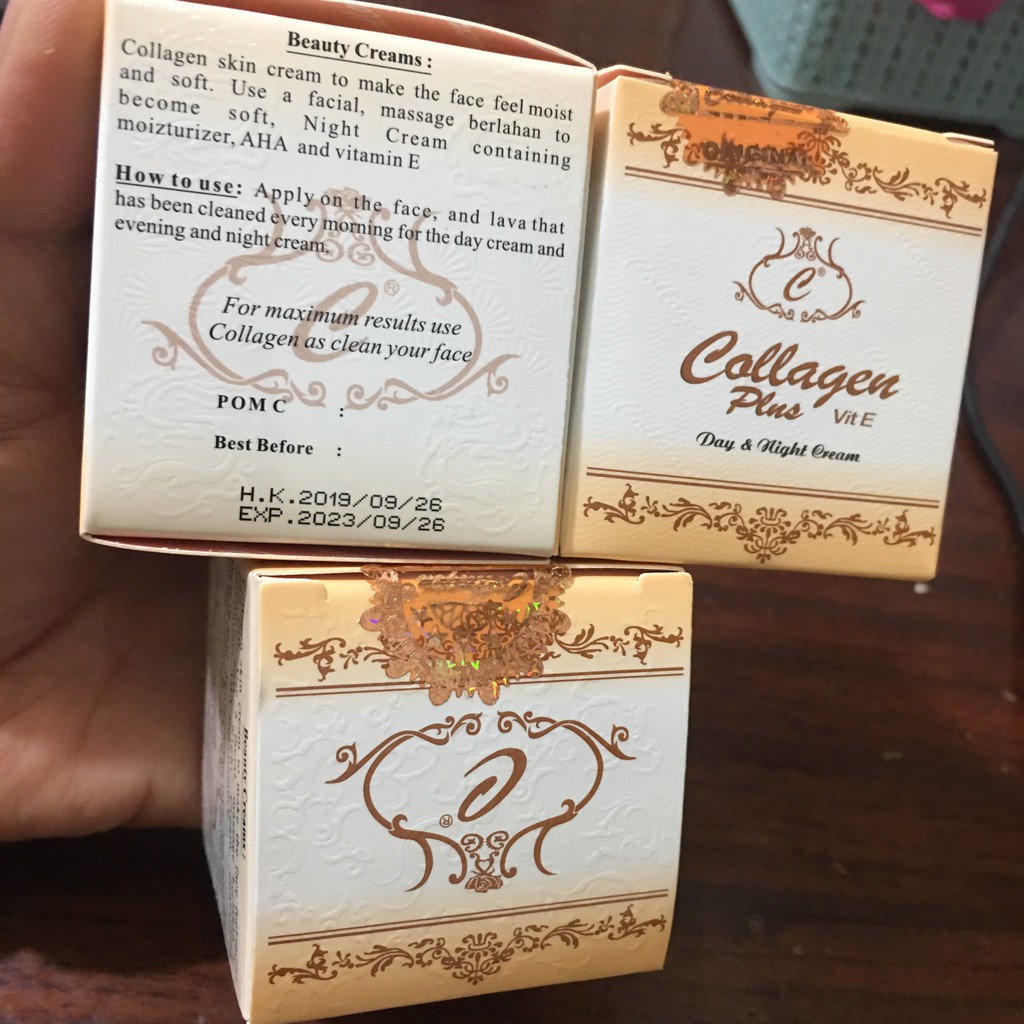 Beauty Creams :
Collagen skin cream to make the face feel moist
and soft. Use a facial, massage berlahan to
become soft, Night Cream containing
moizturizer, AHA and vitamin E
How to use: Apply on the face, and lava that
has been cleaned every morning for the day cream and
evening and night cream.
C ®
For maximum results use
Collagen as clean your face
POM C :
Best Before :
H.K.2019/09/26
EXP.2023/09/26
ORIGINAL
C ®
Collagen
Plus Vit E
Day & Night Cream
C ®
Beauty Creams :